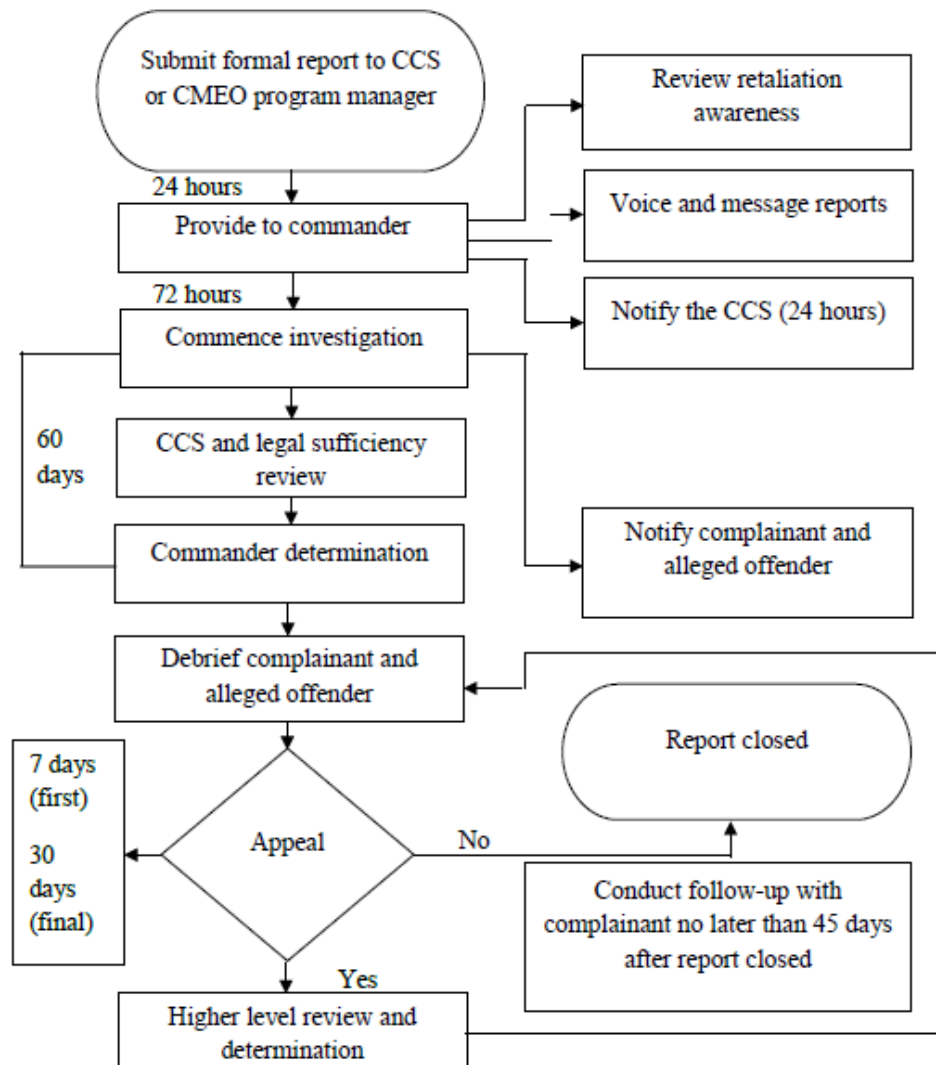 Submit formal report to CCS
or CMEO program manager
Review retaliation
awareness
24 hours
Provide to commander
Voice and message reports
72 hours
Notify the CCS (24 hours)
Commence investigation
60
days
CCS and legal sufficiency
review
Commander determination
Notify complainant and
alleged offender
Debrief complainant and
alleged offender
Report closed
7 days
(first)
30
days
(final)
Appeal
No
Conduct follow-up with
complainant no later than 45 days
after report closed
Yes
Higher level review and
determination